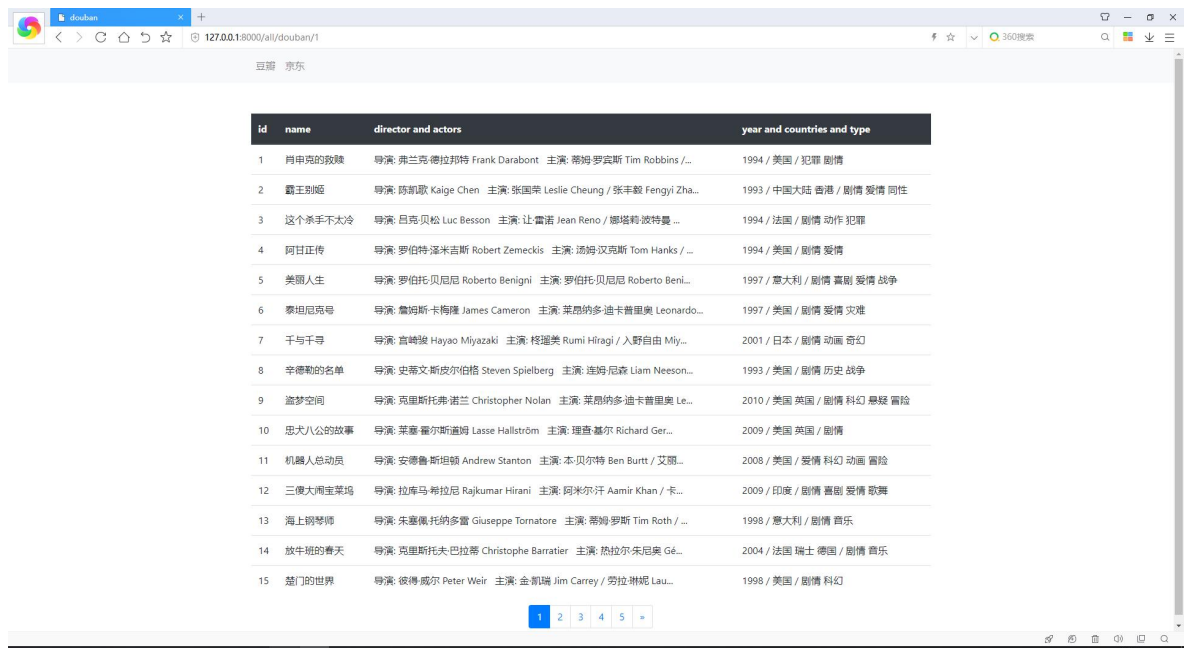 douban
127.0.0.1:8000/all/douban/1
360搜索
豆瓣 京东
id name director and actors year and countries and type
1 肖申克的救赎 导演: 弗兰克·德拉邦特 Frank Darabont 主演: 蒂姆·罗宾斯 Tim Robbins /... 1994 / 美国 / 犯罪 剧情
2 霸王别姬 导演: 陈凯歌 Kaige Chen 主演: 张国荣 Leslie Cheung / 张丰毅 Fengyi Zha... 1993 / 中国大陆 香港 / 剧情 爱情 同性
3 这个杀手不太冷 导演: 吕克·贝松 Luc Besson 主演: 让·雷诺 Jean Reno / 娜塔莉·波特曼 ... 1994 / 法国 / 剧情 动作 犯罪
4 阿甘正传 导演: 罗伯特·泽米吉斯 Robert Zemeckis 主演: 汤姆·汉克斯 Tom Hanks / ... 1994 / 美国 / 剧情 爱情
5 美丽人生 导演: 罗伯托·贝尼尼 Roberto Benigni 主演: 罗伯托·贝尼尼 Roberto Beni... 1997 / 意大利 / 剧情 喜剧 爱情 战争
6 泰坦尼克号 导演: 詹姆斯·卡梅隆 James Cameron 主演: 莱昂纳多·迪卡普里奥 Leonardo... 1997 / 美国 / 剧情 爱情 灾难
7 千与千寻 导演: 宫崎骏 Hayao Miyazaki 主演: 柊瑠美 Rumi Hîragi / 入野自由 Miy... 2001 / 日本 / 剧情 动画 奇幻
8 辛德勒的名单 导演: 史蒂文·斯皮尔伯格 Steven Spielberg 主演: 连姆·尼森 Liam Neeson... 1993 / 美国 / 剧情 历史 战争
9 盗梦空间 导演: 克里斯托弗·诺兰 Christopher Nolan 主演: 莱昂纳多·迪卡普里奥 Le... 2010 / 美国 英国 / 剧情 科幻 悬疑 冒险
10 忠犬八公的故事 导演: 莱塞·霍尔斯道姆 Lasse Hallström 主演: 理查·基尔 Richard Ger... 2009 / 美国 英国 / 剧情
11 机器人总动员 导演: 安德鲁·斯坦顿 Andrew Stanton 主演: 本·贝尔特 Ben Burtt / 艾丽... 2008 / 美国 / 爱情 科幻 动画 冒险
12 三傻大闹宝莱坞 导演: 拉库马·希拉尼 Rajkumar Hirani 主演: 阿米尔·汗 Aamir Khan / 卡... 2009 / 印度 / 剧情 喜剧 爱情 歌舞
13 海上钢琴师 导演: 朱塞佩·托纳多雷 Giuseppe Tornatore 主演: 蒂姆·罗斯 Tim Roth / ... 1998 / 意大利 / 剧情 音乐
14 放牛班的春天 导演: 克里斯托夫·巴拉蒂 Christophe Barratier 主演: 热拉尔·朱尼奥 Gé... 2004 / 法国 瑞士 德国 / 剧情 音乐
15 楚门的世界 导演: 彼得·威尔 Peter Weir 主演: 金·凯瑞 Jim Carrey / 劳拉·琳妮 Lau... 1998 / 美国 / 剧情 科幻
1 2 3 4 5 »